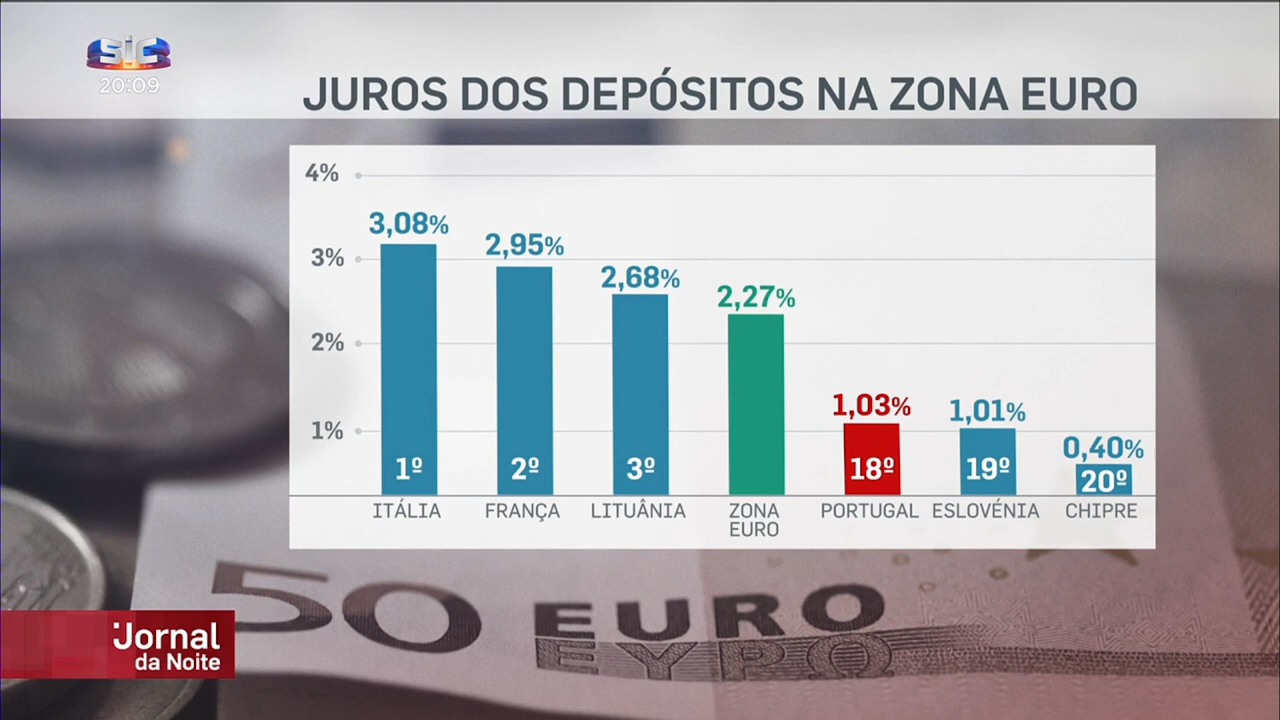 SIC
20:09
JUROS DOS DEPÓSITOS NA ZONA EURO
4%
3%
2%
1%
3,08%
2,95%
2,68%
2,27%
1,03%
1,01%
0,40%
1º
2º
3º
18º
19º
20º
ITÁLIA
FRANÇA
LITUÂNIA
ZONA
EURO
PORTUGAL
ESLOVÉNIA
CHIPRE
50 EURO
ΕΥΡΩ
Jornal
da Noite